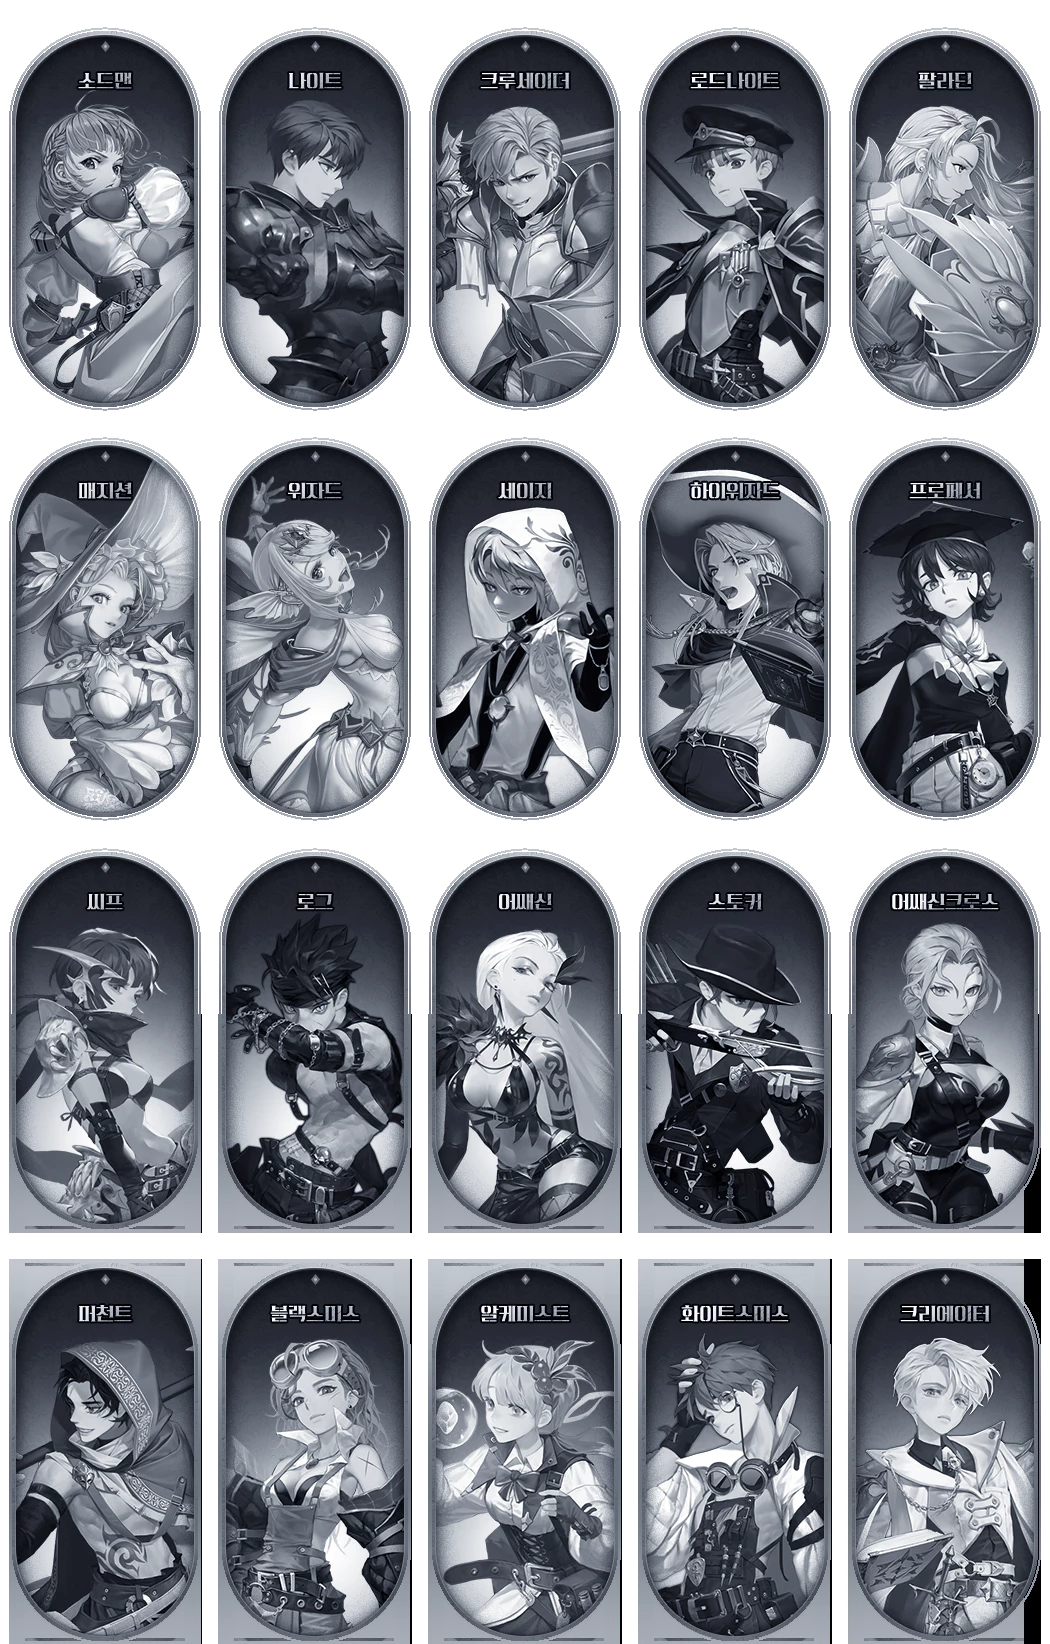 소드맨
나이트
크루세이더
로드나이트
팔라딘
매지션
위자드
세이지
하이위자드
프로페서
씨프
로그
어쌔신
스토커
어쌔신크로스
머천트
블랙스미스
알케미스트
화이트스미스
크리에이터